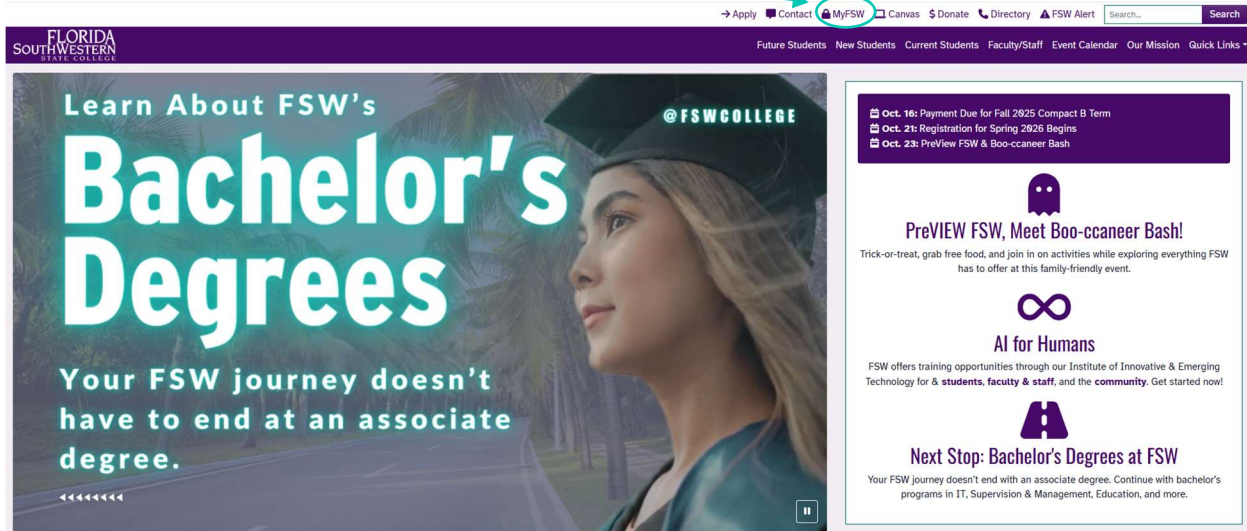 Apply Contact MyFSW Canvas $ Donate Directory FSW Alert Search... Search
FLORIDA
SOUTHWESTERN
STATE COLLEGE
Future Students New Students Current Students Faculty/Staff Event Calendar Our Mission Quick Links
Learn About FSW's
@FSWCOLLEGE
Bachelor's
Degrees
Your FSW journey doesn't
have to end at an associate
degree.
Oct. 16: Payment Due for Fall 2025 Compact B Term
Oct. 21: Registration for Spring 2026 Begins
Oct. 23: PreView FSW & Boo-ccaneer Bash
PreVIEW FSW, Meet Boo-ccaneer Bash!
Trick-or-treat, grab free food, and join in on activities while exploring everything FSW
has to offer at this family-friendly event.
AI for Humans
FSW offers training opportunities through our Institute of Innovative & Emerging
Technology for & students, faculty & staff, and the community. Get started now!
Next Stop: Bachelor's Degrees at FSW
Your FSW journey doesn't end with an associate degree. Continue with bachelor's
programs in IT, Supervision & Management, Education, and more.